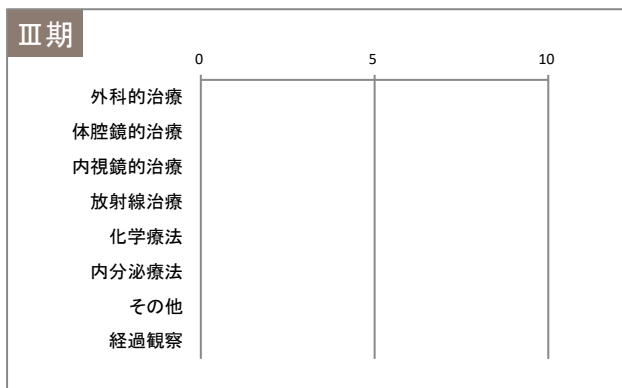 Ⅲ期
0 5 10
外科的治療
体腔鏡的治療
内視鏡的治療
放射線治療
化学療法
内分泌療法
その他
経過観察